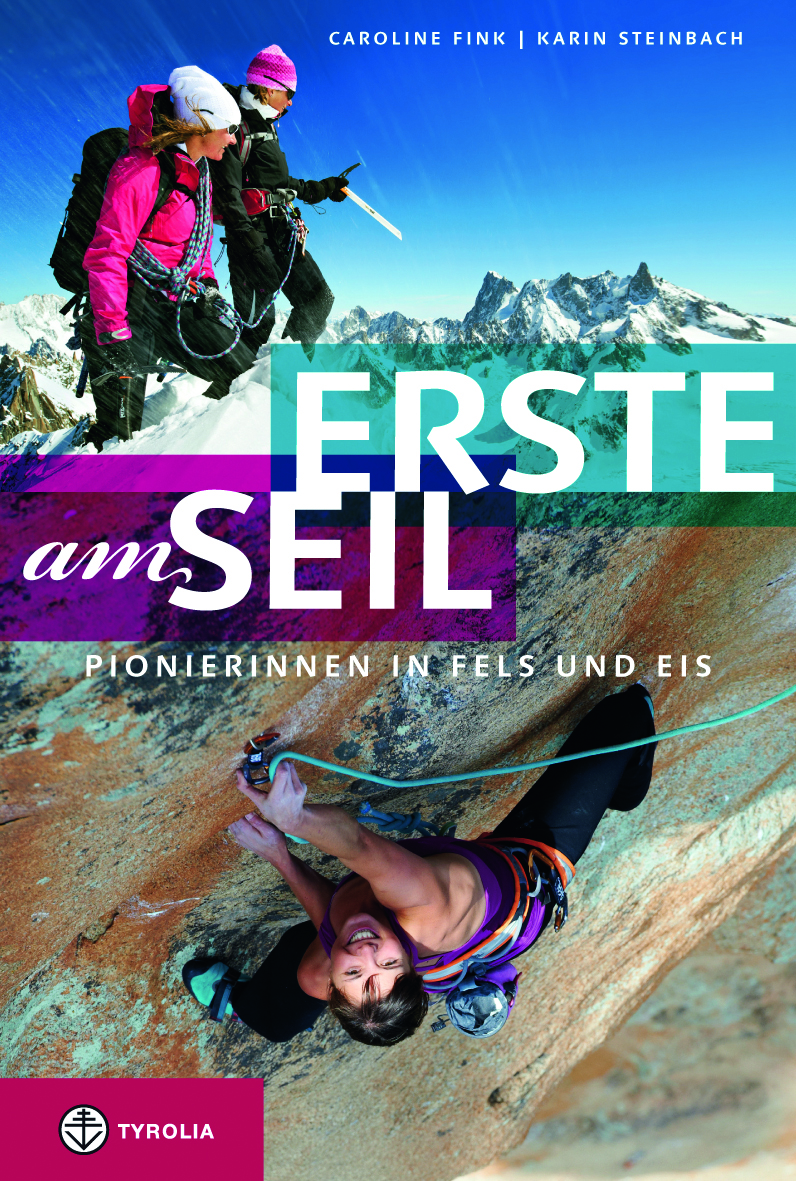 CAROLINE FINK | KARIN STEINBACH
ERSTE
am SEIL
PIONIERINNEN IN FELS UND EIS
TYROLIA